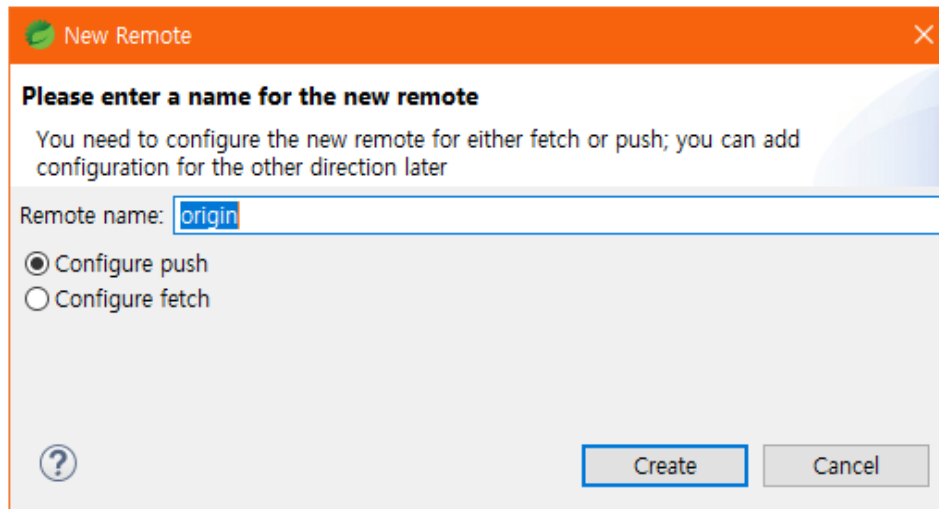 New Remote
Please enter a name for the new remote
You need to configure the new remote for either fetch or push; you can add
configuration for the other direction later
Remote name: origin
Configure push
Configure fetch
?
Create Cancel